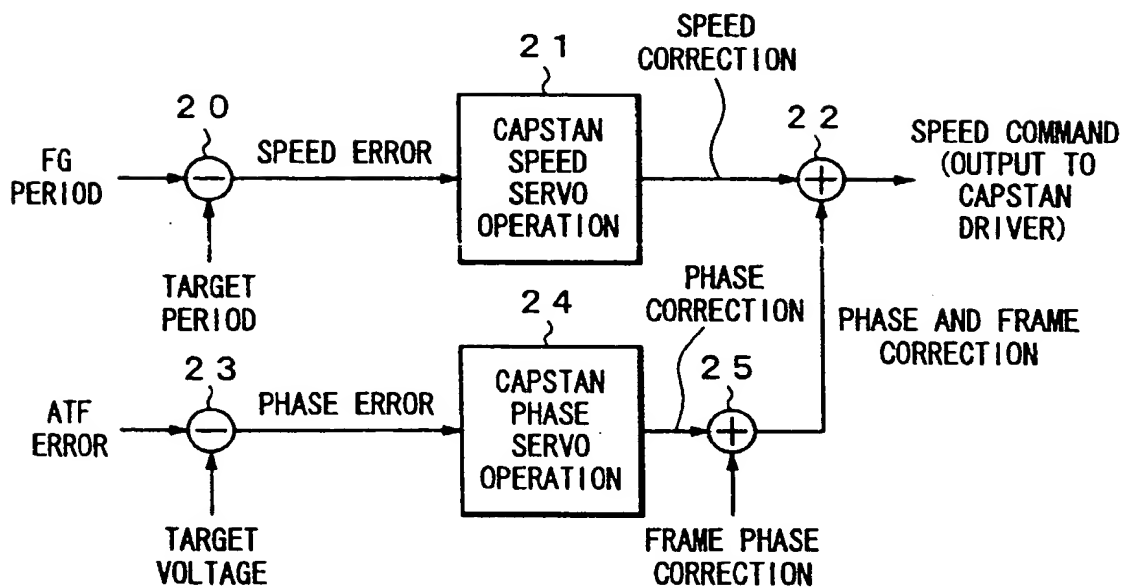 21
SPEED
CORRECTION
20
22
CAPSTAN
SPEED
SERVO
OPERATION
FG
PERIOD
SPEED ERROR
SPEED COMMAND
(OUTPUT TO
CAPSTAN
DRIVER)
TARGET
PERIOD
PHASE
CORRECTION
24
PHASE AND FRAME
CORRECTION
23
25
CAPSTAN
PHASE
SERVO
OPERATION
ATF
ERROR
PHASE ERROR
TARGET
VOLTAGE
FRAME PHASE
CORRECTION